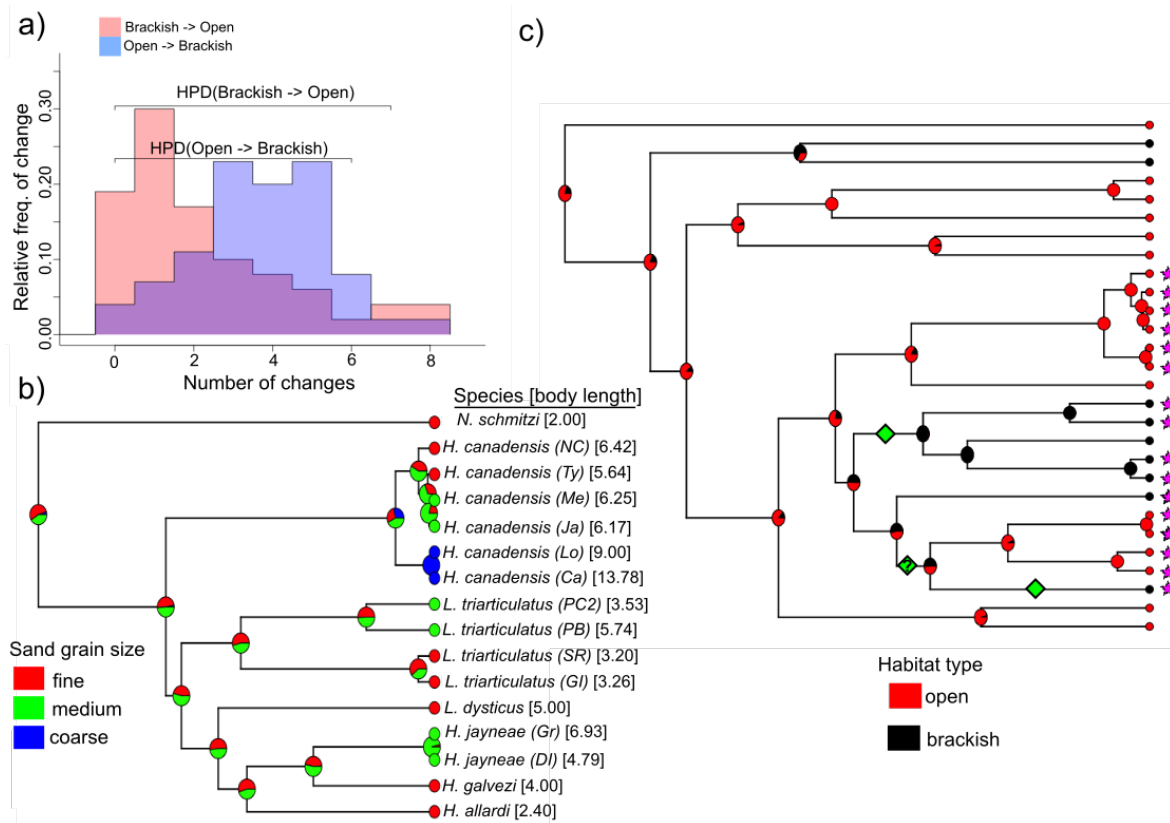 a)
Brackish -> Open
Open -> Brackish
HPD(Brackish -> Open)
HPD(Open -> Brackish)
Relative freq. of change
0.00
0.10
0.20
0.30
0
2
4
6
8
Number of changes
b)
Species [body length]
N. schmitzi [2.00]
H. canadensis (NC) [6.42]
H. canadensis (Ty) [5.64]
H. canadensis (Me) [6.25]
H. canadensis (Ja) [6.17]
H. canadensis (Lo) [9.00]
H. canadensis (Ca) [13.78]
L. triarticulatus (PC2) [3.53]
L. triarticulatus (PB) [5.74]
L. triarticulatus (SR) [3.20]
L. triarticulatus (GI) [3.26]
L. dysticus [5.00]
H. jayneae (Gr) [6.93]
H. jayneae (DI) [4.79]
H. galvezi [4.00]
H. allardi [2.40]
Sand grain size
fine
medium
coarse
c)
?
Habitat type
open
brackish